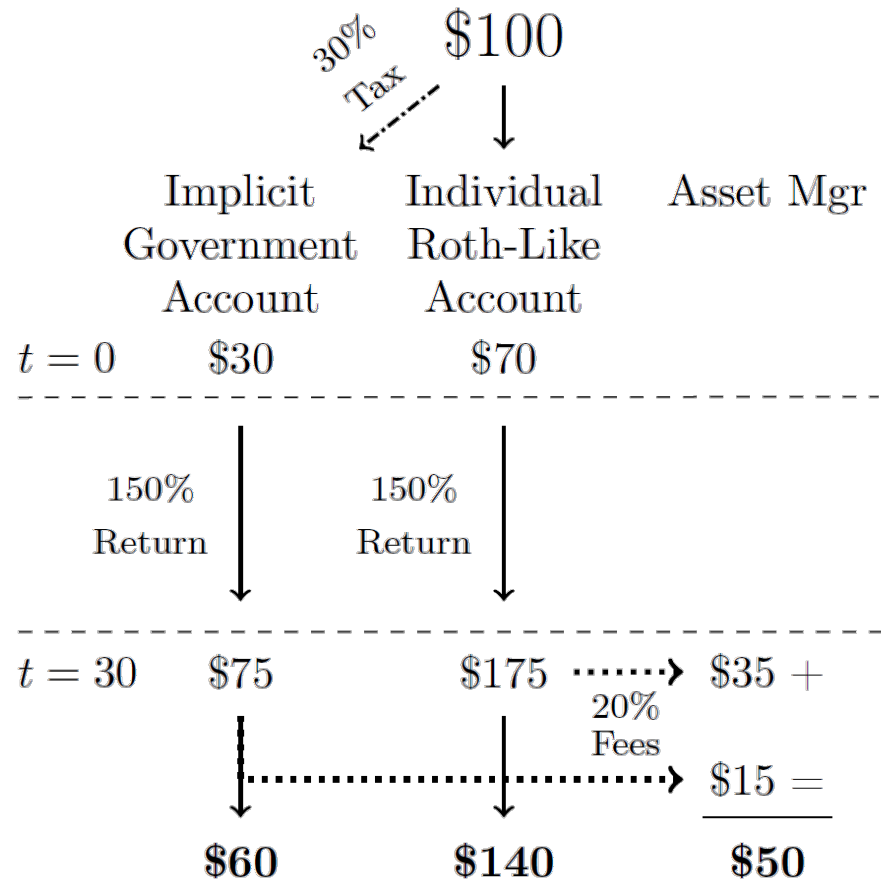 $100
30%
Tax
Implicit Individual Asset Mgr
Government Roth-Like
Account Account
t = 0 $30 $70
150% 150%
Return Return
t = 30 $75 $175 $35 +
20%
Fees
$15 =
$60 $140 $50